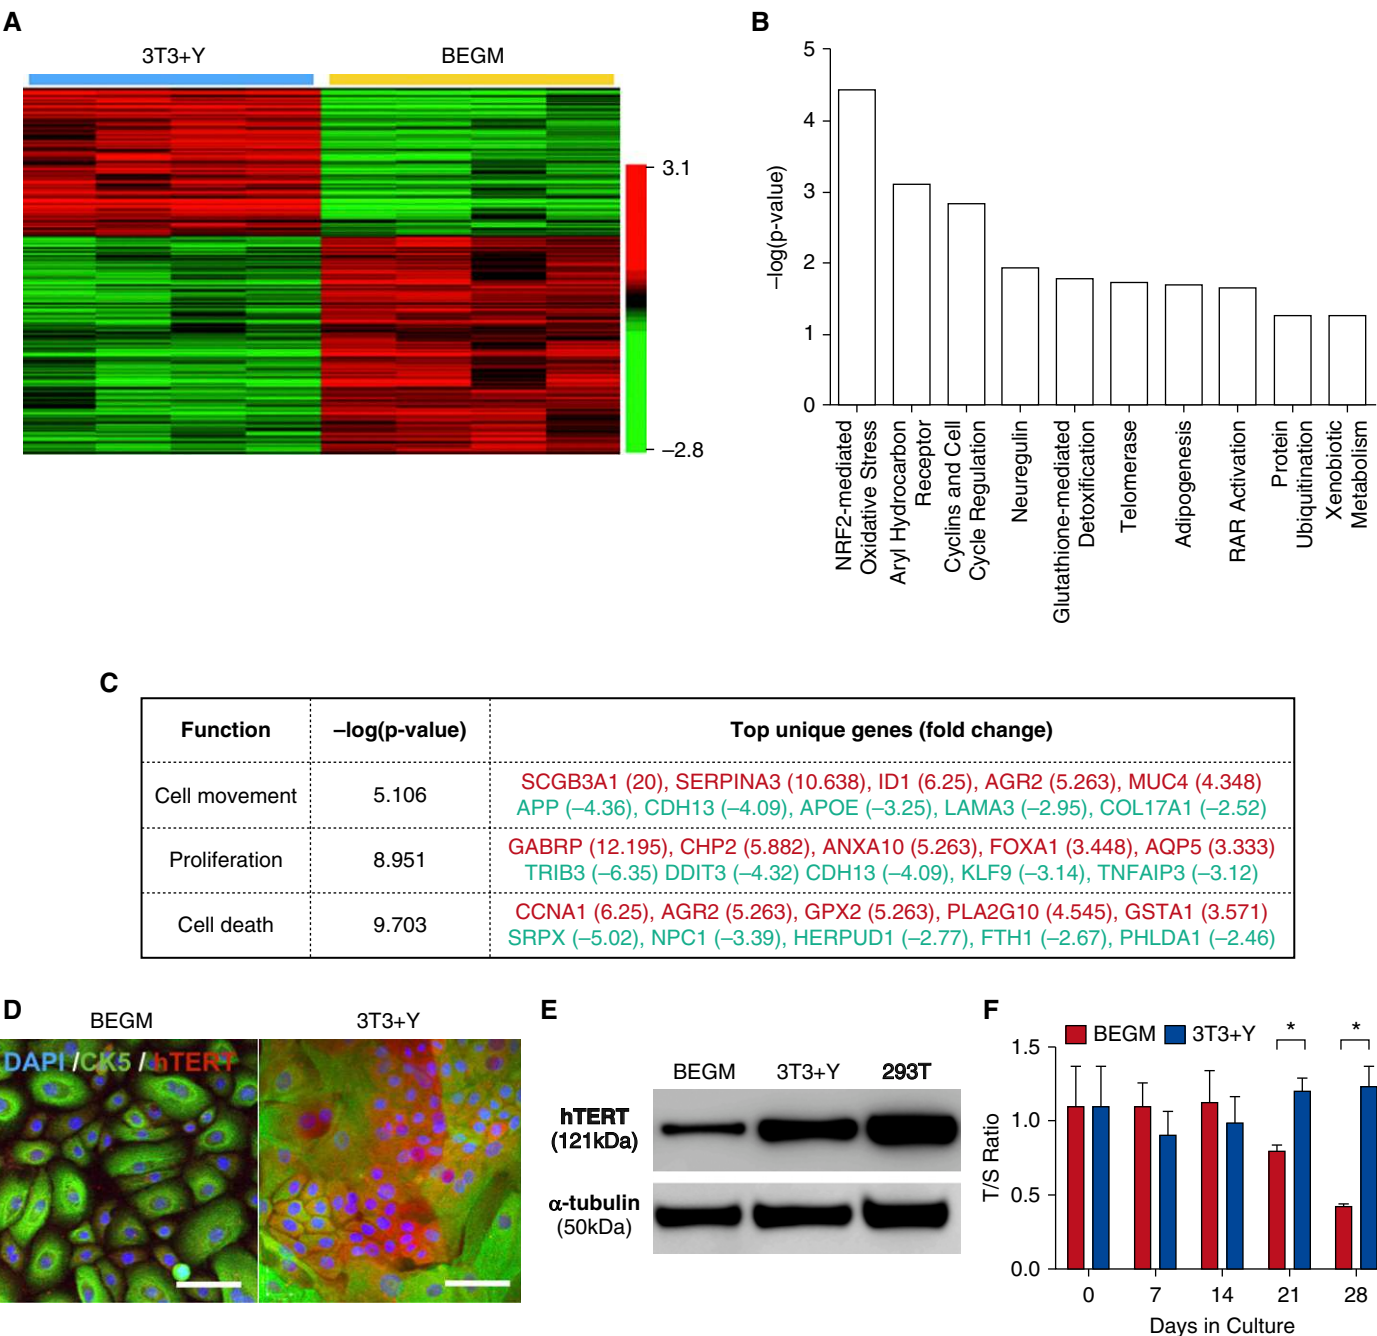 A
3T3+Y
BEGM
3.1
–2.8
B
5
4
3
2
1
0
–log(p-value)
NRF2-mediated
Oxidative Stress
Aryl Hydrocarbon
Receptor
Cyclins and Cell
Cycle Regulation
Neuregulin
Glutathione-mediated
Detoxification
Telomerase
Adipogenesis
RAR Activation
Protein
Ubiquitination
Xenobiotic
Metabolism
C
Function
–log(p-value)
Top unique genes (fold change)
Cell movement
5.106
SCGB3A1 (20), SERPINA3 (10.638), ID1 (6.25), AGR2 (5.263), MUC4 (4.348)
APP (–4.36), CDH13 (–4.09), APOE (–3.25), LAMA3 (–2.95), COL17A1 (–2.52)
Proliferation
8.951
GABRP (12.195), CHP2 (5.882), ANXA10 (5.263), FOXA1 (3.448), AQP5 (3.333)
TRIB3 (–6.35) DDIT3 (–4.32) CDH13 (–4.09), KLF9 (–3.14), TNFAIP3 (–3.12)
Cell death
9.703
CCNA1 (6.25), AGR2 (5.263), GPX2 (5.263), PLA2G10 (4.545), GSTA1 (3.571)
SRPX (–5.02), NPC1 (–3.39), HERPUD1 (–2.77), FTH1 (–2.67), PHLDA1 (–2.46)
D
BEGM
3T3+Y
DAPI /CK5 / hTERT
E
BEGM
3T3+Y
293T
hTERT
(121kDa)
α-tubulin
(50kDa)
F
BEGM
3T3+Y
*
*
1.5
1.0
0.5
0.0
T/S Ratio
0
7
14
21
28
Days in Culture